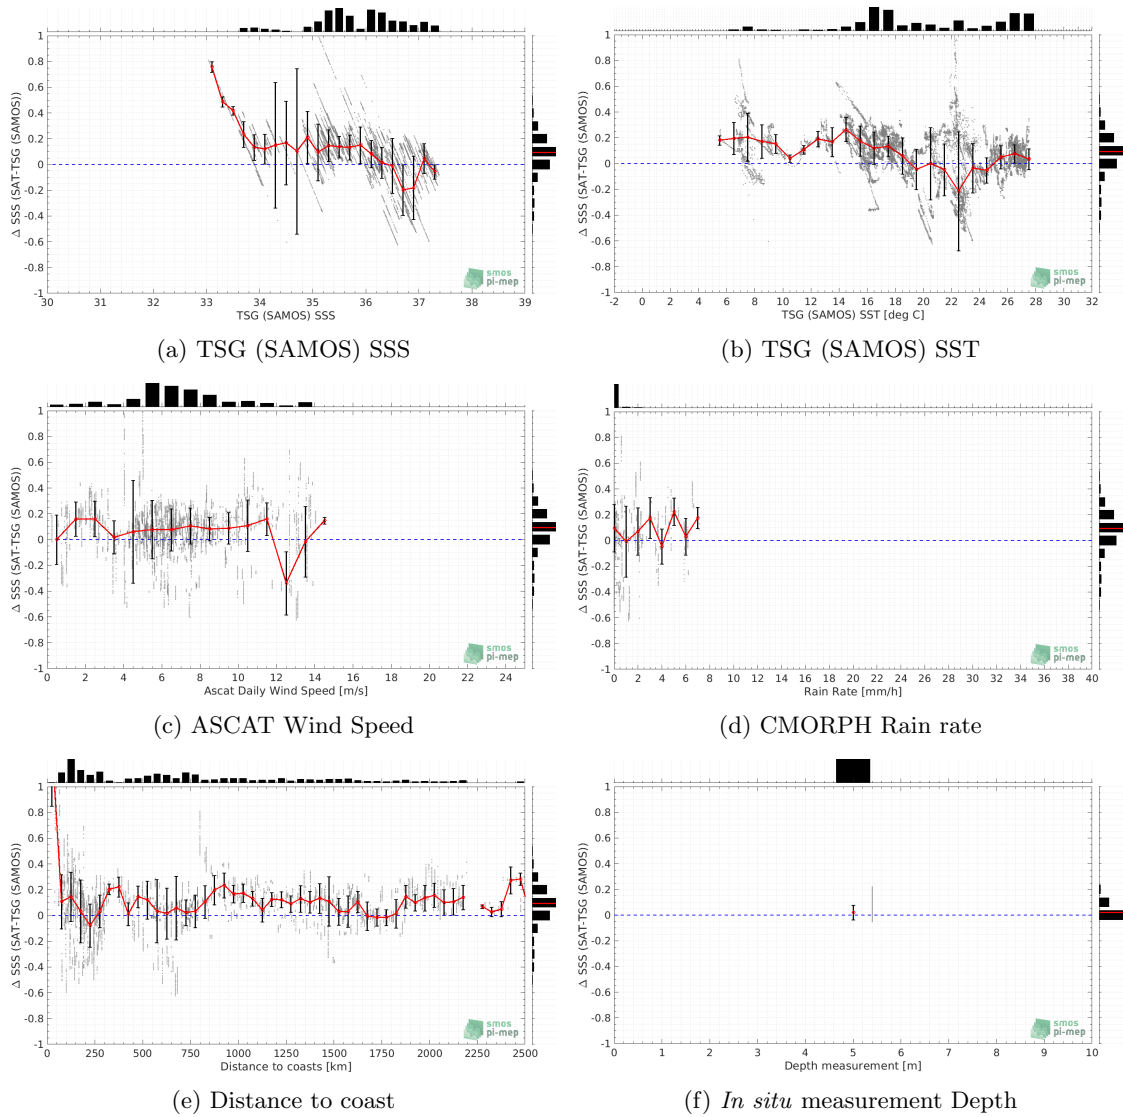 1
0.8
0.6
0.4
0.2
0
-0.2
-0.4
-0.6
-0.8
-1
Δ SSS (SAT-TSG (SAMOS))
30 31 32 33 34 35 36 37 38 39
TSG (SAMOS) SSS
smos
pi-mep
(a) TSG (SAMOS) SSS
1
0.8
0.6
0.4
0.2
0
-0.2
-0.4
-0.6
-0.8
-1
Δ SSS (SAT-TSG (SAMOS))
-2 0 2 4 6 8 10 12 14 16 18 20 22 24 26 28 30 32
TSG (SAMOS) SST [deg C]
smos
pi-mep
(b) TSG (SAMOS) SST
1
0.8
0.6
0.4
0.2
0
-0.2
-0.4
-0.6
-0.8
-1
Δ SSS (SAT-TSG (SAMOS))
0 2 4 6 8 10 12 14 16 18 20 22 24
Ascat Daily Wind Speed [m/s]
smos
pi-mep
(c) ASCAT Wind Speed
1
0.8
0.6
0.4
0.2
0
-0.2
-0.4
-0.6
-0.8
-1
Δ SSS (SAT-TSG (SAMOS))
0 2 4 6 8 10 12 14 16 18 20 22 24 26 28 30 32 34 36 38 40
Rain Rate [mm/h]
smos
pi-mep
(d) CMORPH Rain rate
1
0.8
0.6
0.4
0.2
0
-0.2
-0.4
-0.6
-0.8
-1
Δ SSS (SAT-TSG (SAMOS))
0 250 500 750 1000 1250 1500 1750 2000 2250 2500
Distance to coasts [km]
smos
pi-mep
(e) Distance to coast
1
0.8
0.6
0.4
0.2
0
-0.2
-0.4
-0.6
-0.8
-1
Δ SSS (SAT-TSG (SAMOS))
0 1 2 3 4 5 6 7 8 9 10
Depth measurement [m]
smos
pi-mep
(f) In situ measurement Depth